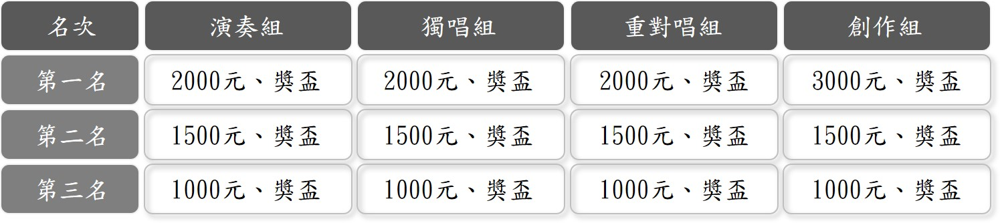 名次 演奏組 獨唱組 重對唱組 創作組
第一名 2000元、獎盃 2000元、獎盃 2000元、獎盃 3000元、獎盃
第二名 1500元、獎盃 1500元、獎盃 1500元、獎盃 1500元、獎盃
第三名 1000元、獎盃 1000元、獎盃 1000元、獎盃 1000元、獎盃